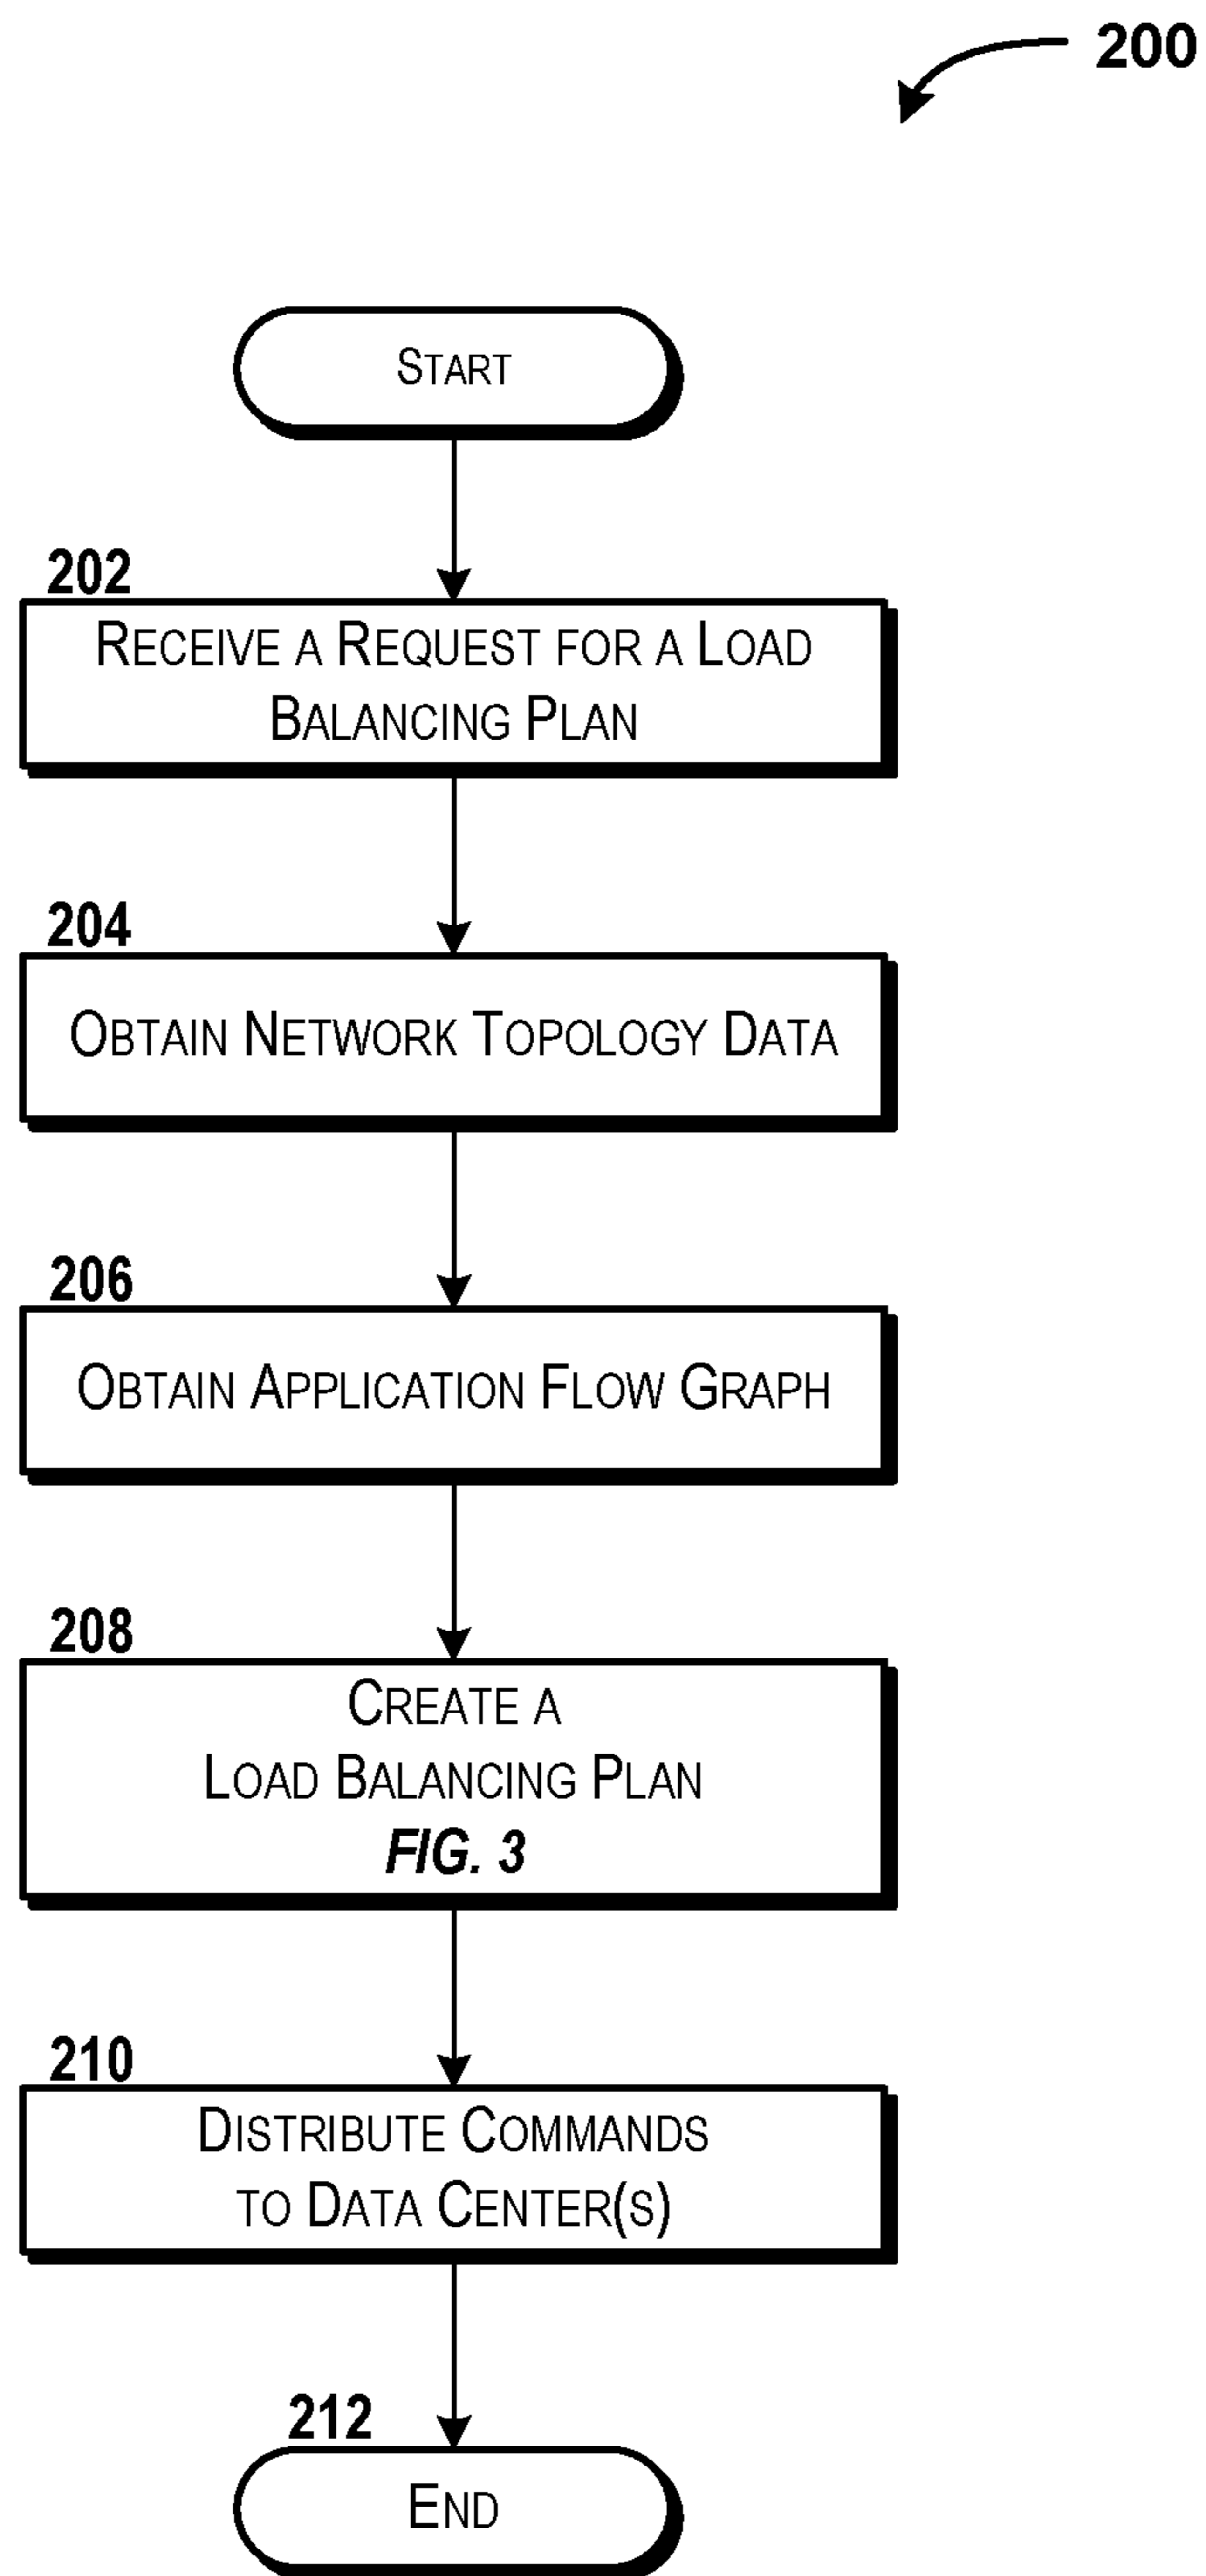 200
START
202
RECEIVE A REQUEST FOR A LOAD
BALANCING PLAN
204
OBTAIN NETWORK TOPOLOGY DATA
206
OBTAIN APPLICATION FLOW GRAPH
208
CREATE A
LOAD BALANCING PLAN
FIG. 3
210
DISTRIBUTE COMMANDS
TO DATA CENTER(S)
212
END